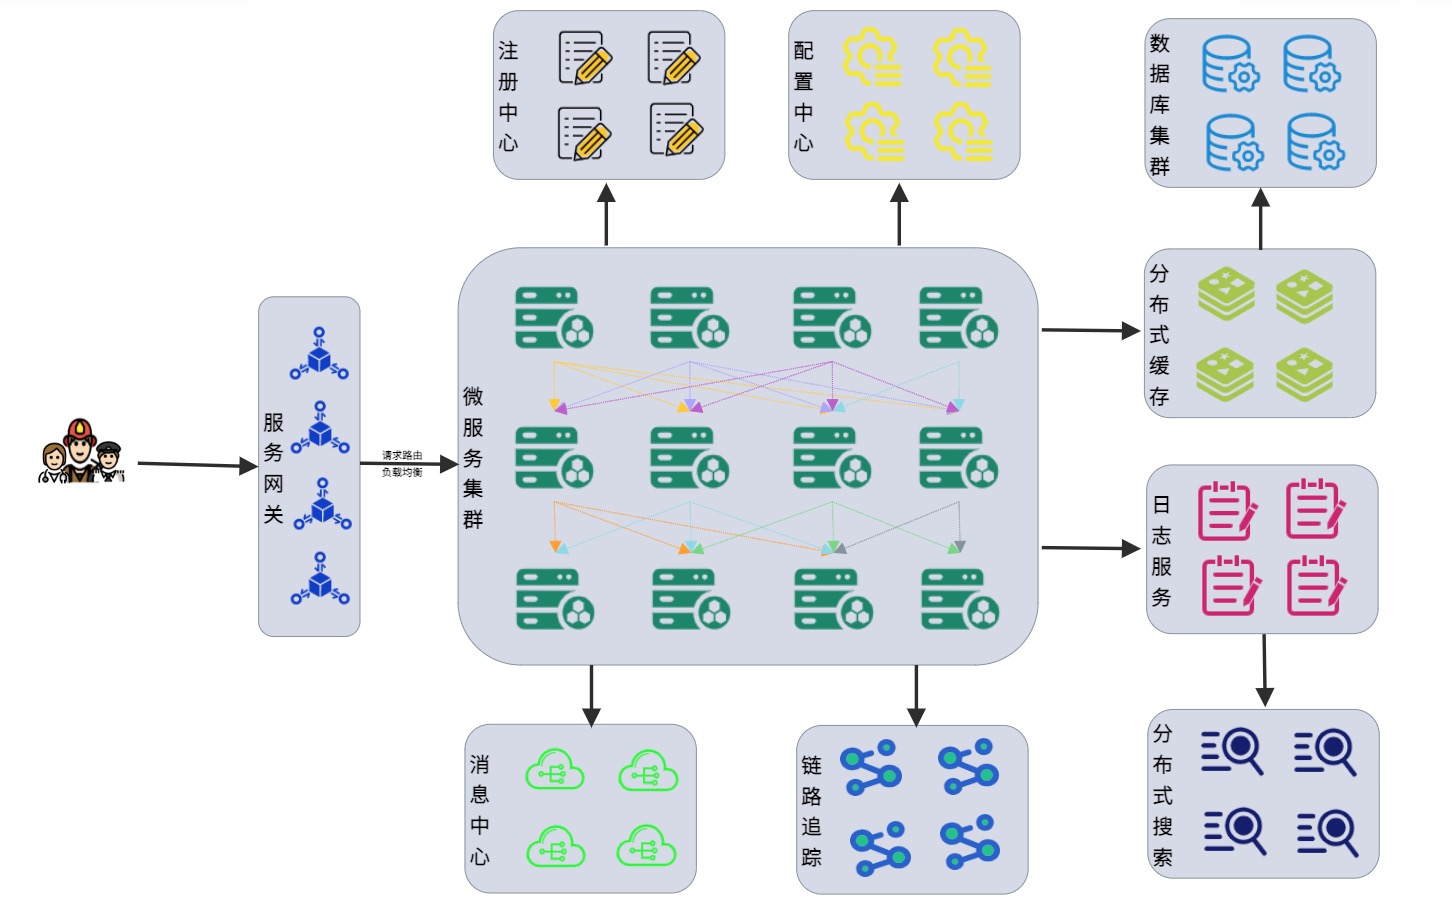 注册中心
配置中心
数据库集群
分布式缓存
服务网关
请求路由
负载均衡
微服务集群
日志服务
消息中心
链路追踪
分布式搜索